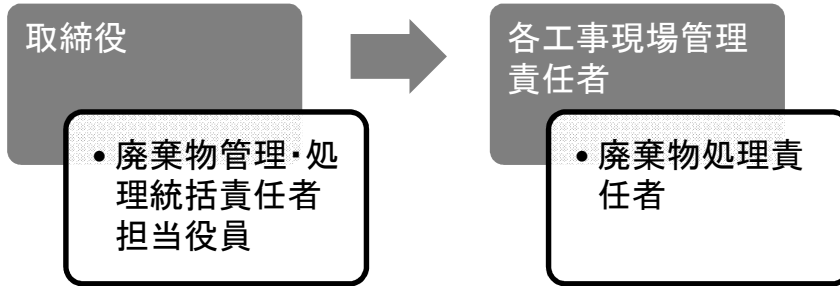 取締役
• 廃棄物管理・処
理統括責任者
担当役員
各工事現場管理
責任者
• 廃棄物処理責
任者